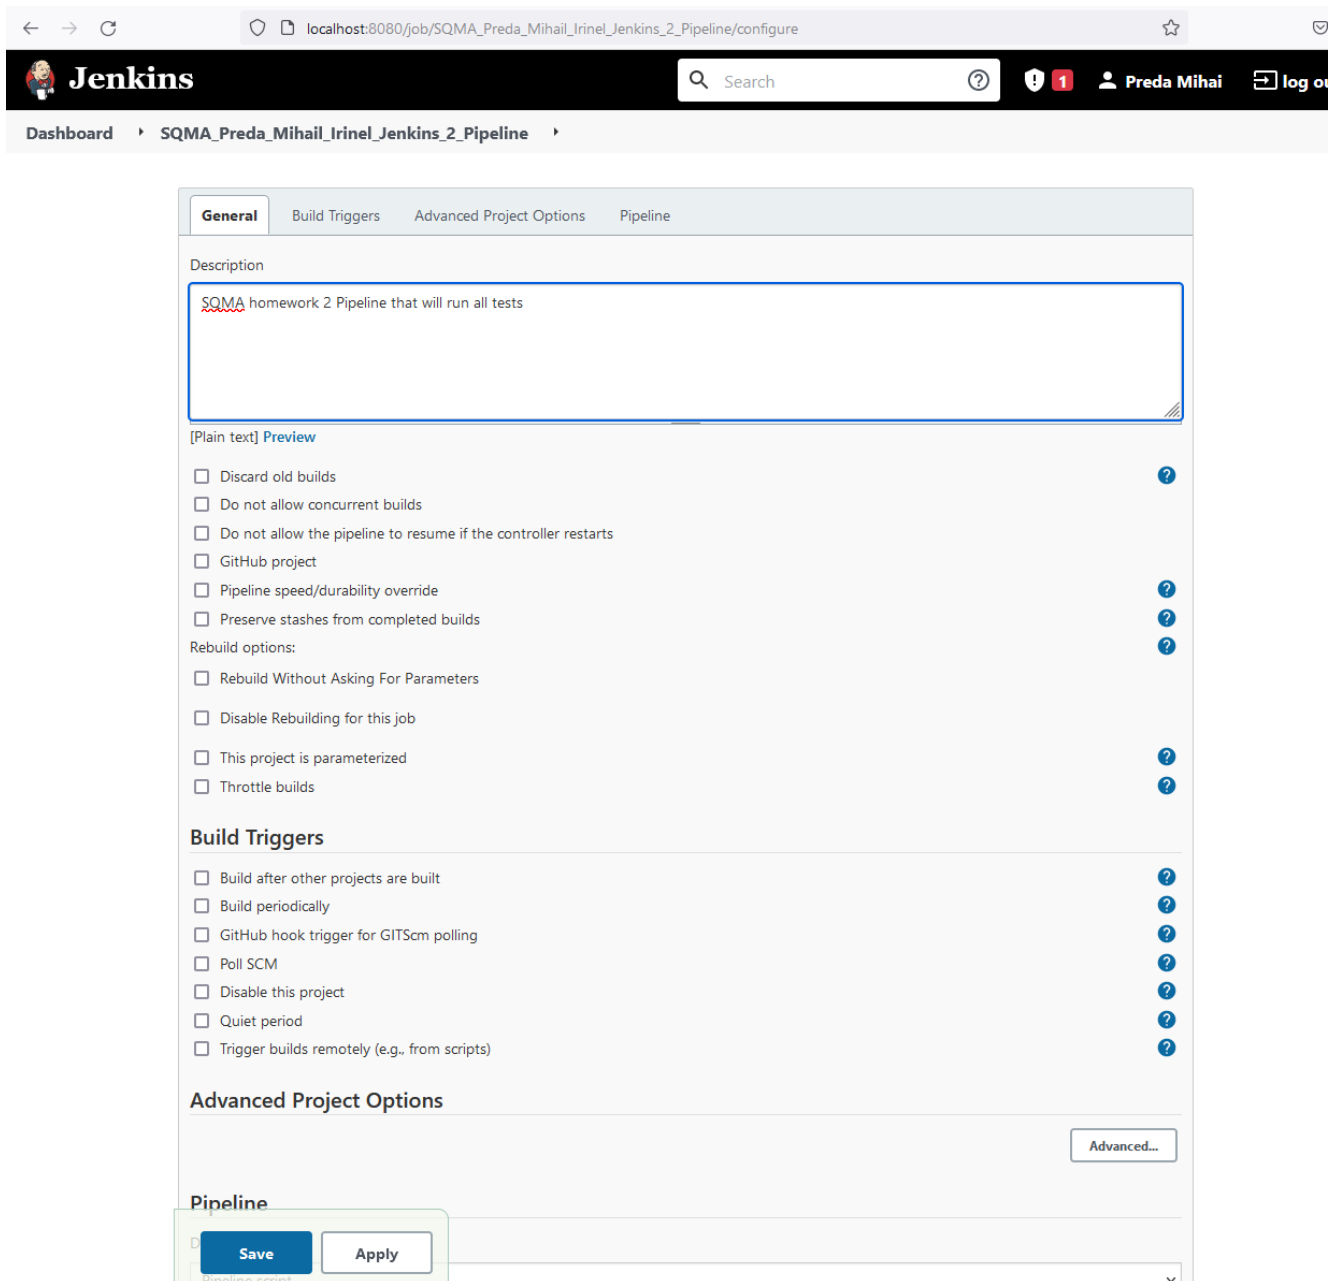 localhost:8080/job/SQMA_Preda_Mihail_Irinel_Jenkins_2_Pipeline/configure
Jenkins Search 1 Preda Mihai log ou
Dashboard SQMA_Preda_Mihail_Irinel_Jenkins_2_Pipeline
General Build Triggers Advanced Project Options Pipeline
Description
SQMA homework 2 Pipeline that will run all tests
[Plain text] Preview
Discard old builds
Do not allow concurrent builds
Do not allow the pipeline to resume if the controller restarts
GitHub project
Pipeline speed/durability override
Preserve stashes from completed builds
Rebuild options:
Rebuild Without Asking For Parameters
Disable Rebuilding for this job
This project is parameterized
Throttle builds
Build Triggers
Build after other projects are built
Build periodically
GitHub hook trigger for GITScm polling
Poll SCM
Disable this project
Quiet period
Trigger builds remotely (e.g., from scripts)
Advanced Project Options
Advanced...
Pipeline
Save Apply
Pipeline script